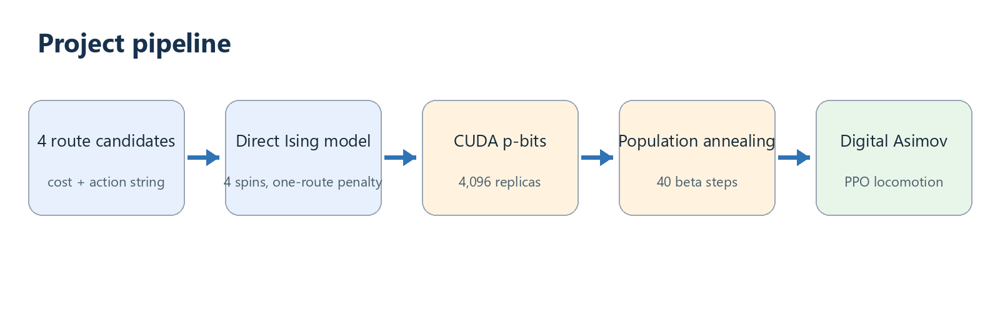 Project pipeline
4 route candidates
cost + action string
Direct Ising model
4 spins, one-route penalty
CUDA p-bits
4,096 replicas
Population annealing
40 beta steps
Digital Asimov
PPO locomotion